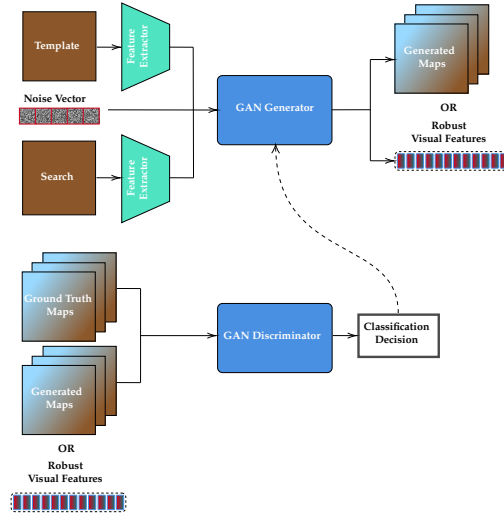 Template
Feature
Extractor
Noise Vector
GAN Generator
Generated
Maps
OR
Robust
Visual Features
Search
Feature
Extractor
Ground Truth
Maps
GAN Discriminator
Classification
Decision
Generated
Maps
OR
Robust
Visual Features